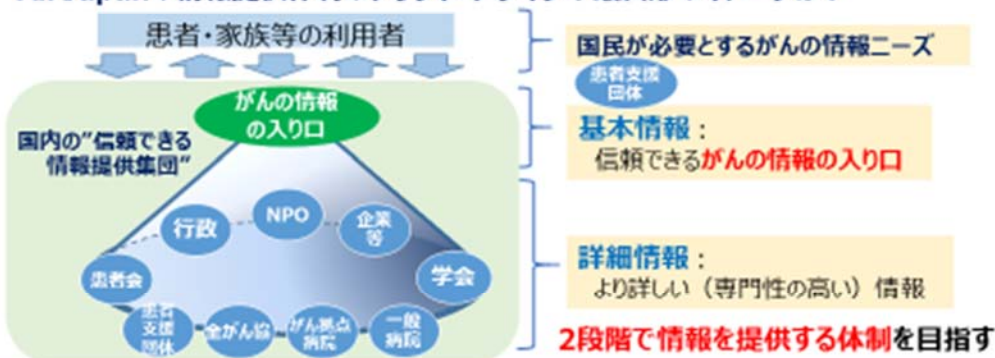 患者・家族等の利用者
国民が必要とするがんの情報ニーズ
患者支援
団体
がんの情報
の入り口
国内の"信頼できる
情報提供集団"
基本情報：
信頼できるがんの情報の入り口
行政
NPO
企業
等
患者会
学会
患者
支援
団体
全がん協
がん拠点
病院
一般
病院
詳細情報：
より詳しい（専門性の高い）情報
2段階で情報を提供する体制を目指す